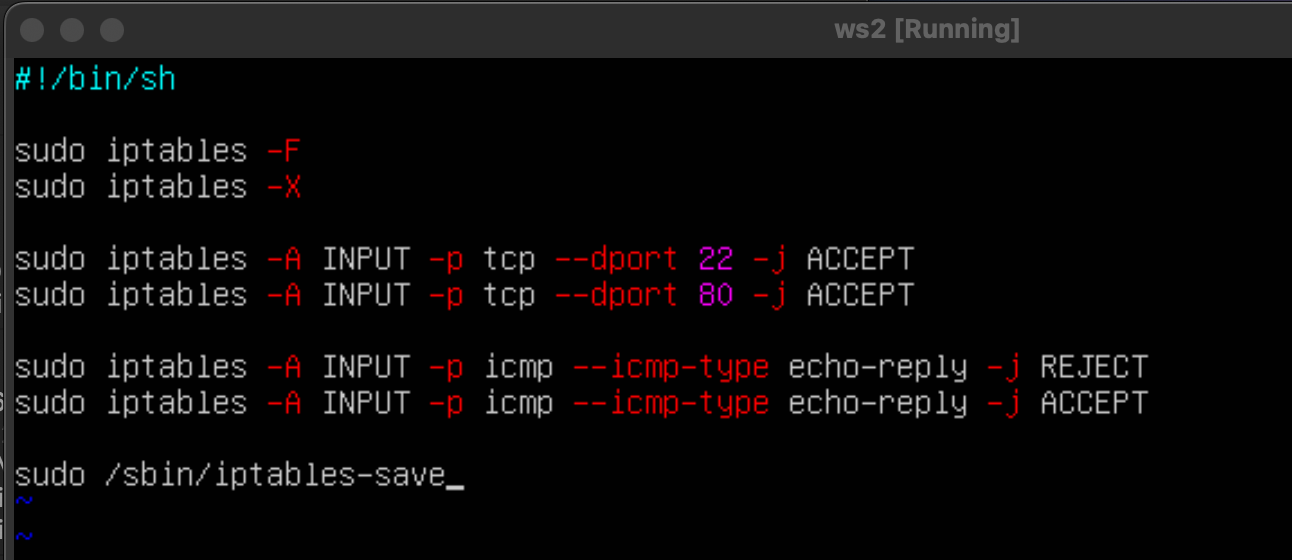 ws2 [Running]
#!/bin/sh
sudo iptables -F
sudo iptables -X
sudo iptables -A INPUT -p tcp --dport 22 -j ACCEPT
sudo iptables -A INPUT -p tcp --dport 80 -j ACCEPT
sudo iptables -A INPUT -p icmp --icmp-type echo-reply -j REJECT
sudo iptables -A INPUT -p icmp --icmp-type echo-reply -j ACCEPT
sudo /sbin/iptables-save
~
~